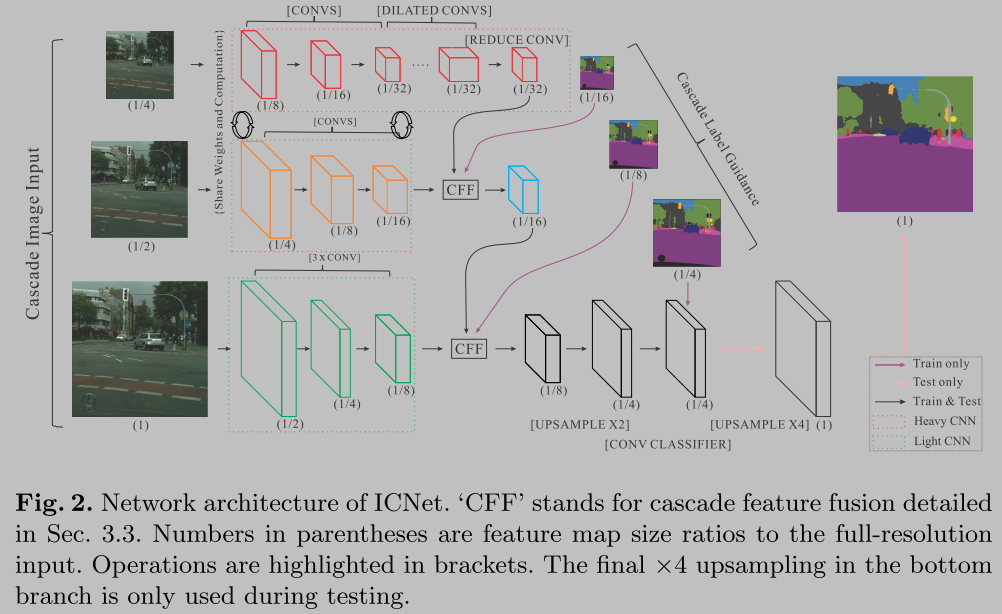 [CONVS]
[DILATED CONVS]
[REDUCE CONV]
(1/4)
(1/8)
(1/16)
(1/32)
....
(1/32)
(1/32)
(1/16)
{Share Weights and Computation}
[CONVS]
Cascade Image Input
(1/2)
(1/4)
(1/8)
(1/16)
CFF
(1/16)
(1/8)
Cascade Label Guidance
(1/4)
(1)
[3 x CONV]
(1)
(1/2)
(1/4)
(1/8)
CFF
(1/8)
(1/4)
(1/4)
(1)
[UPSAMPLE X2]
[CONV CLASSIFIER]
[UPSAMPLE X4]
Train only
Test only
Train & Test
Heavy CNN
Light CNN
Fig. 2. Network architecture of ICNet. ‘CFF’ stands for cascade feature fusion detailed
in Sec. 3.3. Numbers in parentheses are feature map size ratios to the full-resolution
input. Operations are highlighted in brackets. The final ×4 upsampling in the bottom
branch is only used during testing.